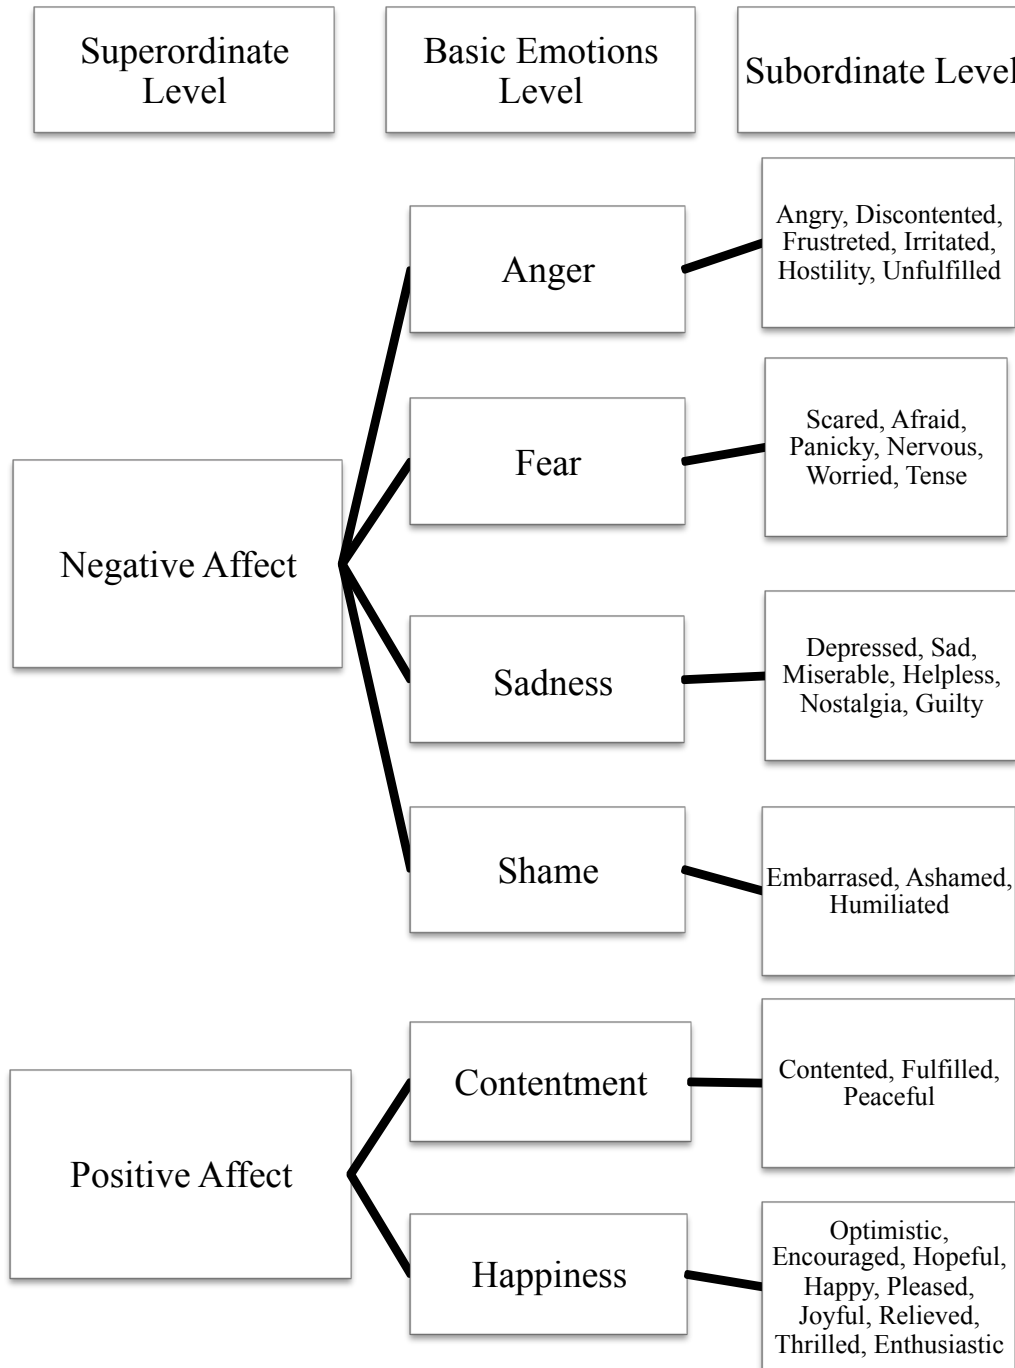 Superordinate
Level
Basic Emotions
Level
Subordinate Level
Negative Affect
Anger
Angry, Discontented,
Frustreted, Irritated,
Hostility, Unfulfilled
Fear
Scared, Afraid,
Panicky, Nervous,
Worried, Tense
Sadness
Depressed, Sad,
Miserable, Helpless,
Nostalgia, Guilty
Shame
Embarrased, Ashamed,
Humiliated
Positive Affect
Contentment
Contented, Fulfilled,
Peaceful
Happiness
Optimistic,
Encouraged, Hopeful,
Happy, Pleased,
Joyful, Relieved,
Thrilled, Enthusiastic